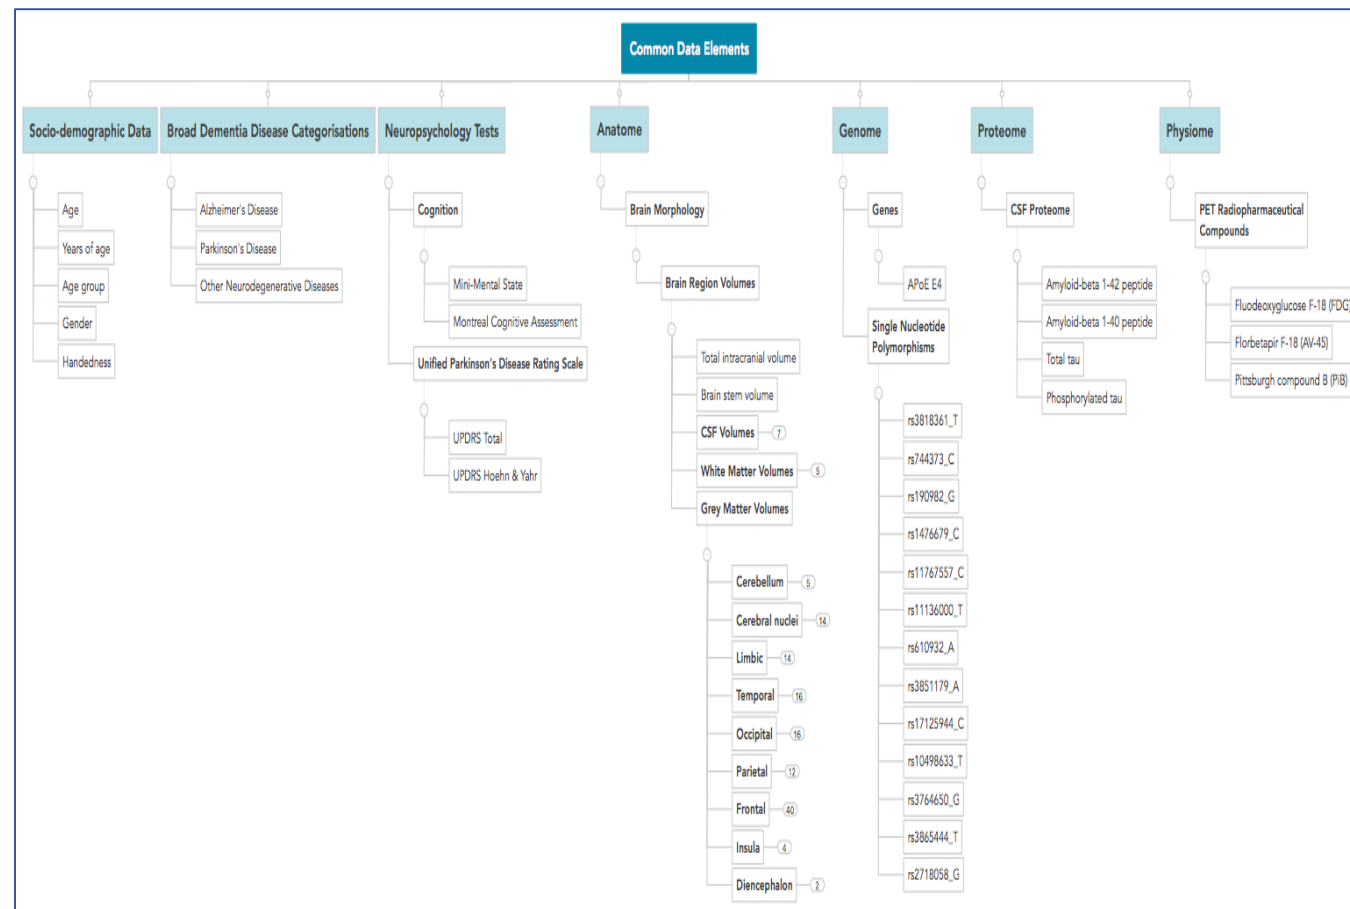 Common Data Elements
Socio-demographic Data
Age
Years of age
Age group
Gender
Handedness
Broad Dementia Disease Categorisations
Alzheimer's Disease
Parkinson's Disease
Other Neurodegenerative Diseases
Neuropsychology Tests
Cognition
Mini-Mental State
Montreal Cognitive Assessment
Unified Parkinson's Disease Rating Scale
UPDRS Total
UPDRS Hoehn & Yahr
Anatome
Brain Morphology
Brain Region Volumes
Total intracranial volume
Brain stem volume
CSF Volumes 7
White Matter Volumes 5
Grey Matter Volumes
Cerebellum 5
Cerebral nuclei 14
Limbic 14
Temporal 16
Occipital 16
Parietal 12
Frontal 40
Insula 4
Diencephalon 2
Genome
Genes
APoE E4
Single Nucleotide
Polymorphisms
rs3818361_T
rs744373_C
rs190982_G
rs1476679_C
rs11767557_C
rs11136000_T
rs610932_A
rs3851179_A
rs17125944_C
rs10498633_T
rs3764650_G
rs3865444_T
rs2718058_G
Proteome
CSF Proteome
Amyloid-beta 1-42 peptide
Amyloid-beta 1-40 peptide
Total tau
Phosphorylated tau
Physiome
PET Radiopharmaceutical
Compounds
Fluodeoxyglucose F-18 (FDG)
Florbetapir F-18 (AV-45)
Pittsburgh compound B (PiB)